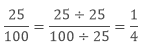 25/100 = 25 ÷ 25/100 ÷ 25 = 1/4